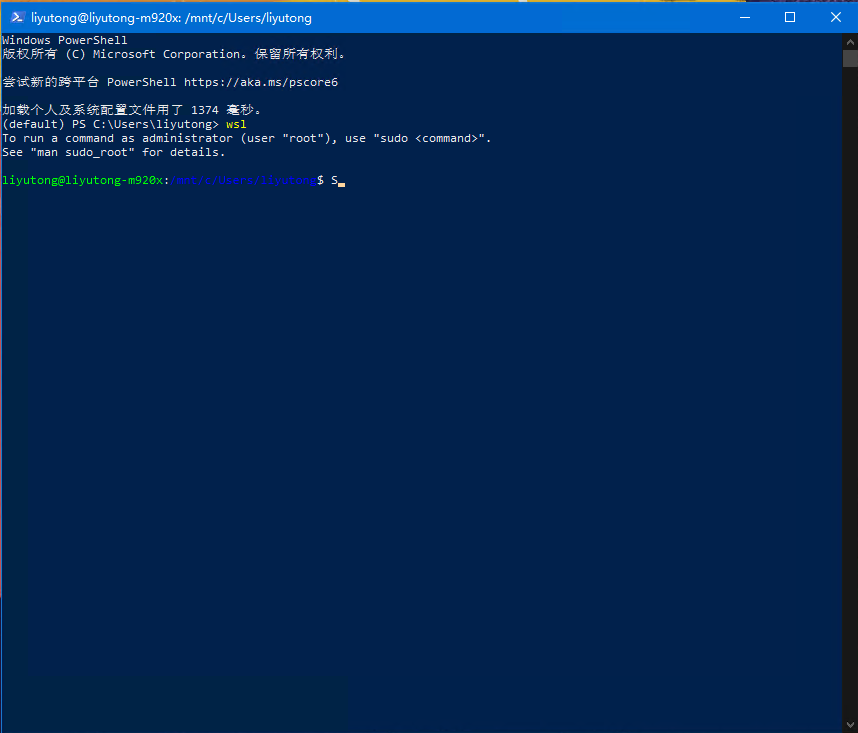 liyutong@liyutong-m920x: /mnt/c/Users/liyutong
Windows PowerShell
版权所有 (C) Microsoft Corporation。保留所有权利。
尝试新的跨平台 PowerShell https://aka.ms/pscore6
加载个人及系统配置文件用了 1374 毫秒。
(default) PS C:\Users\liyutong> wsl
To run a command as administrator (user "root"), use "sudo <command>".
See "man sudo_root" for details.
liyutong@liyutong-m920x:/mnt/c/Users/liyutong$ S